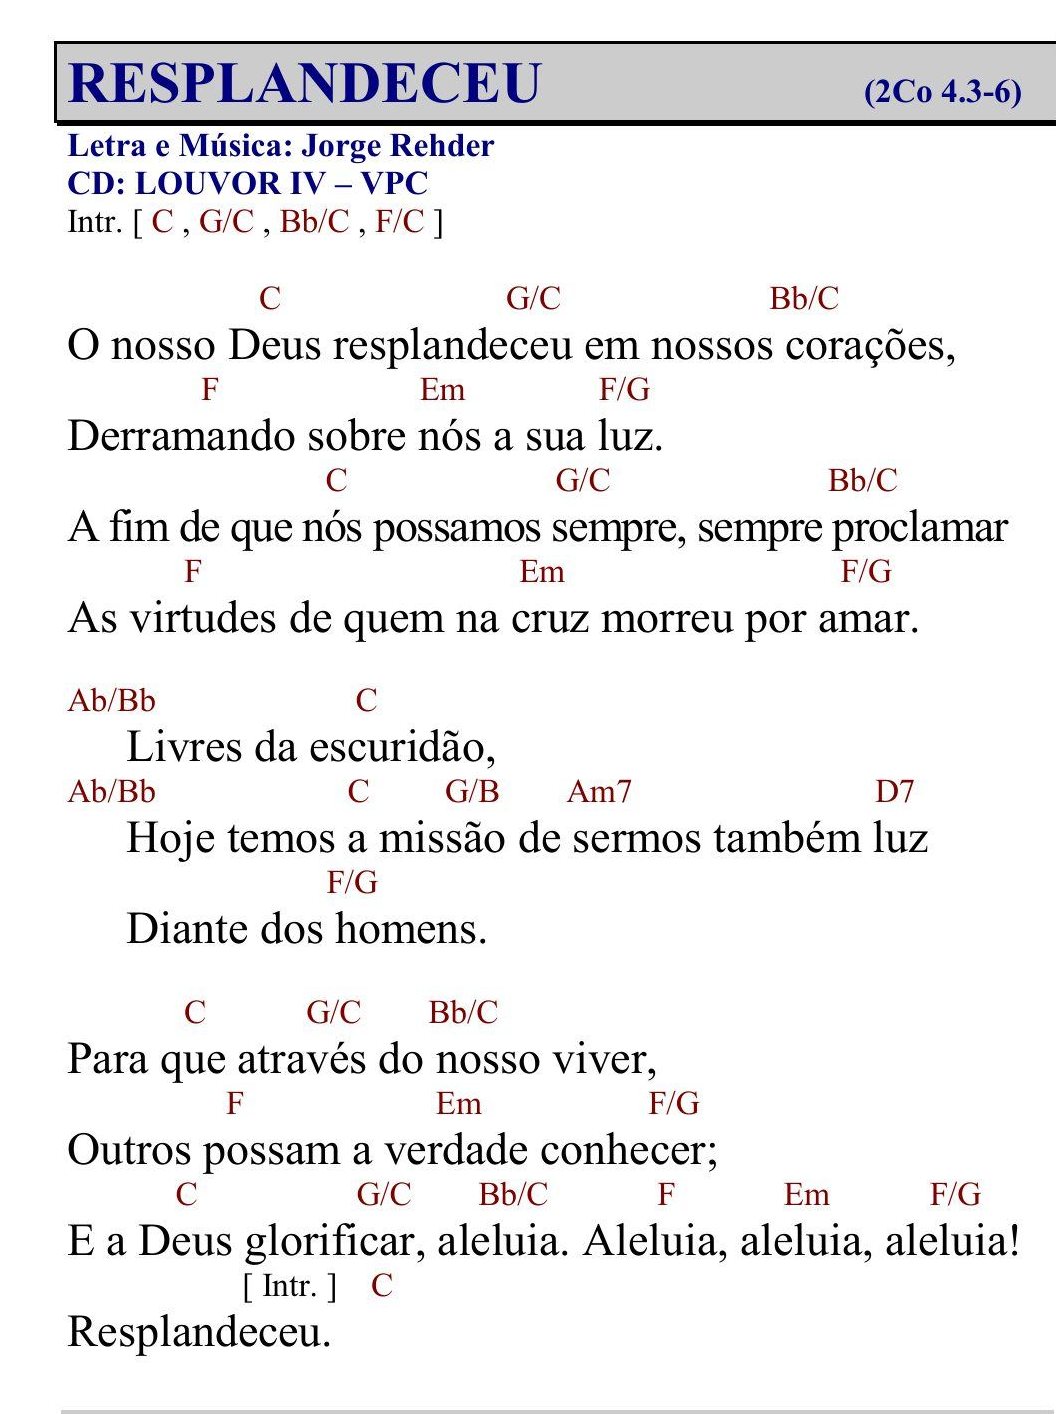 RESPLANDECEU (2Co 4.3-6)
Letra e Música: Jorge Rehder
CD: LOUVOR IV – VPC
Intr. [ C , G/C , Bb/C , F/C ]
C G/C Bb/C
O nosso Deus resplandeceu em nossos corações,
F Em F/G
Derramando sobre nós a sua luz.
C G/C Bb/C
A fim de que nós possamos sempre, sempre proclamar
F Em F/G
As virtudes de quem na cruz morreu por amar.
Ab/Bb C
Livres da escuridão,
Ab/Bb C G/B Am7 D7
Hoje temos a missão de sermos também luz
F/G
Diante dos homens.
C G/C Bb/C
Para que através do nosso viver,
F Em F/G
Outros possam a verdade conhecer;
C G/C Bb/C F Em F/G
E a Deus glorificar, aleluia. Aleluia, aleluia, aleluia!
[ Intr. ] C
Resplandeceu.